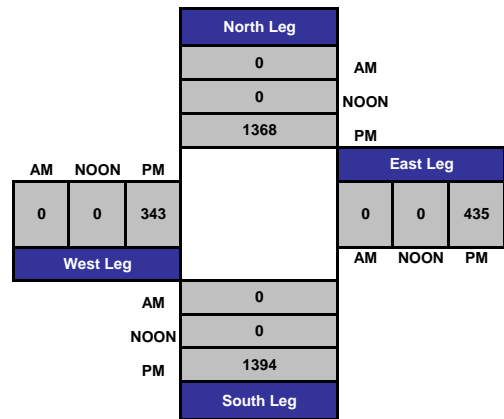 North Leg
0
AM
0
NOON
1368
PM
AM NOON PM
East Leg
0 0 343
0 0 435
West Leg
AM NOON PM
AM
0
NOON
0
PM
1394
South Leg